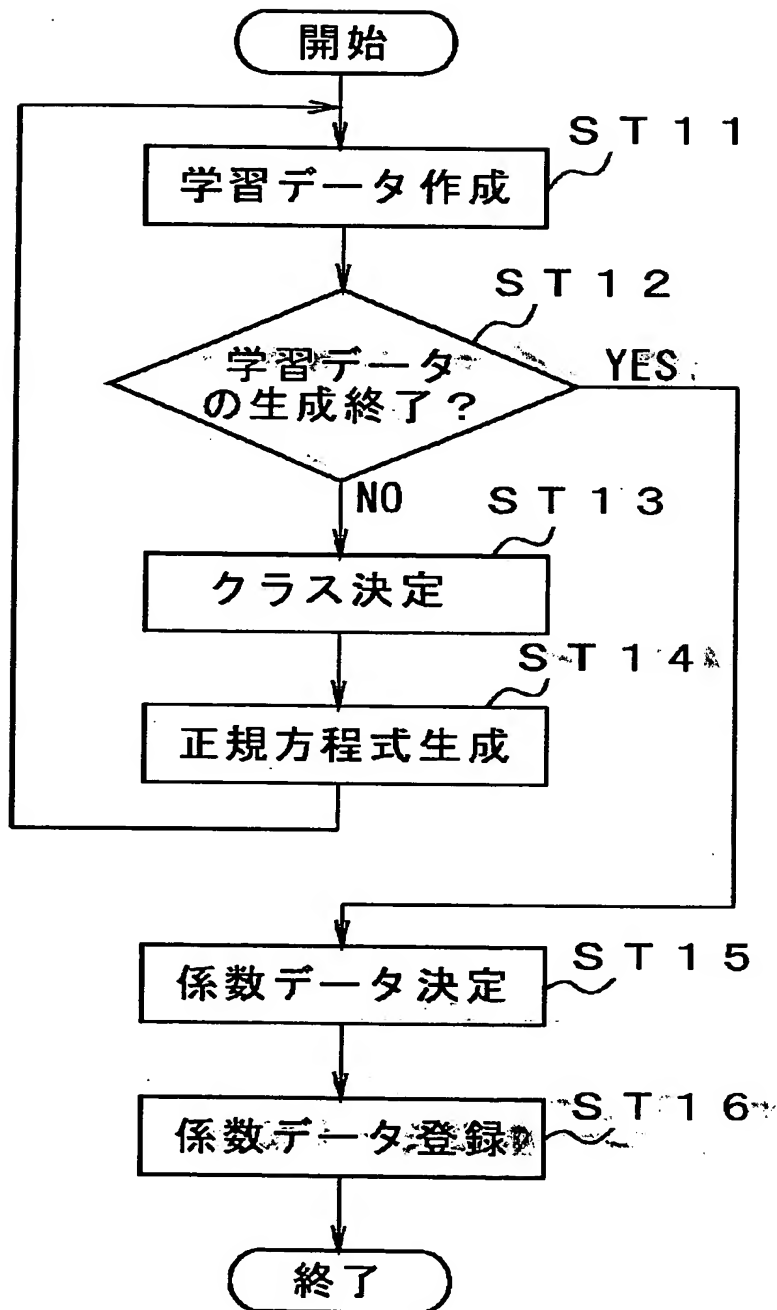 開始
ST11
学習データ作成
ST12
学習データ
の生成終了?
YES
NO
ST13
クラス決定
ST14
正規方程式生成
ST15
係数データ決定
ST16
係数データ登録
終了